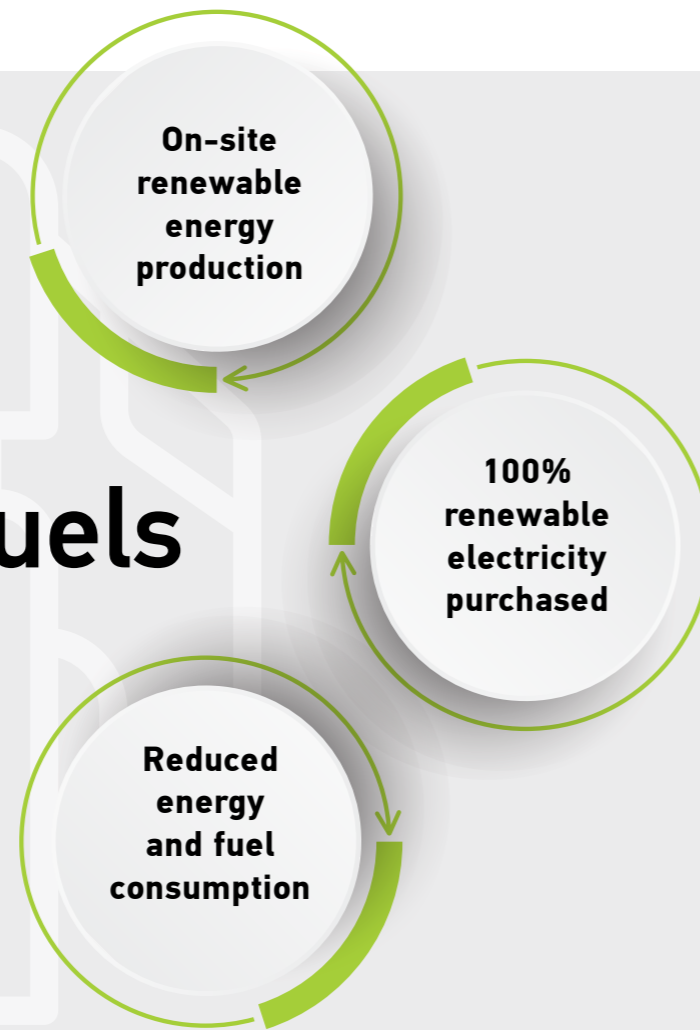 On-site
renewable
energy
production
100%
renewable
electricity
purchased
uels
Reduced
energy
and fuel
consumption